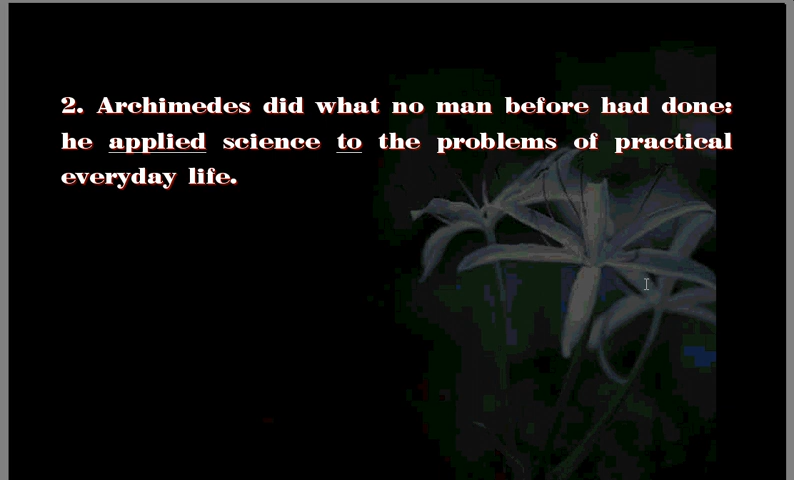 2. Archimedes did what no man before had done:
he applied science to the problems of practical
everyday life.